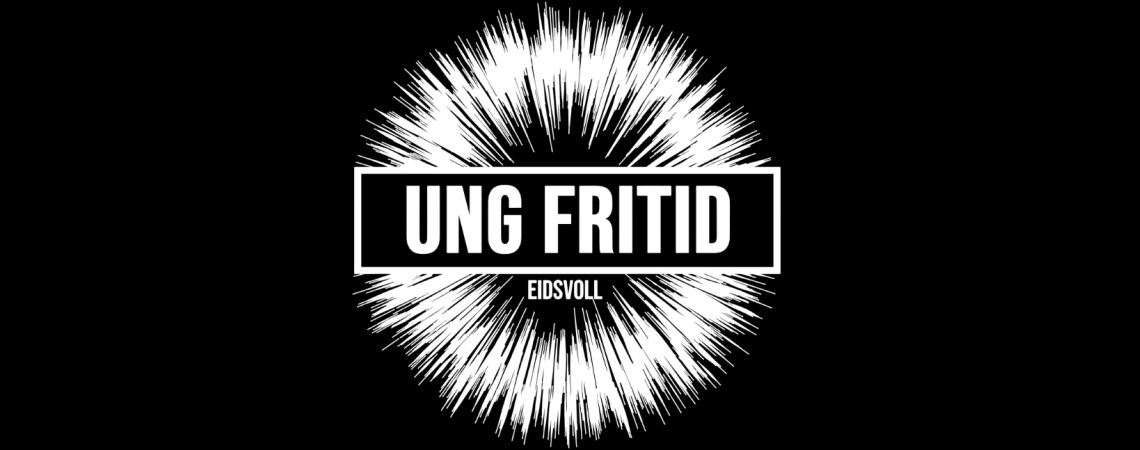 UNG FRITID
EIDSVOLL